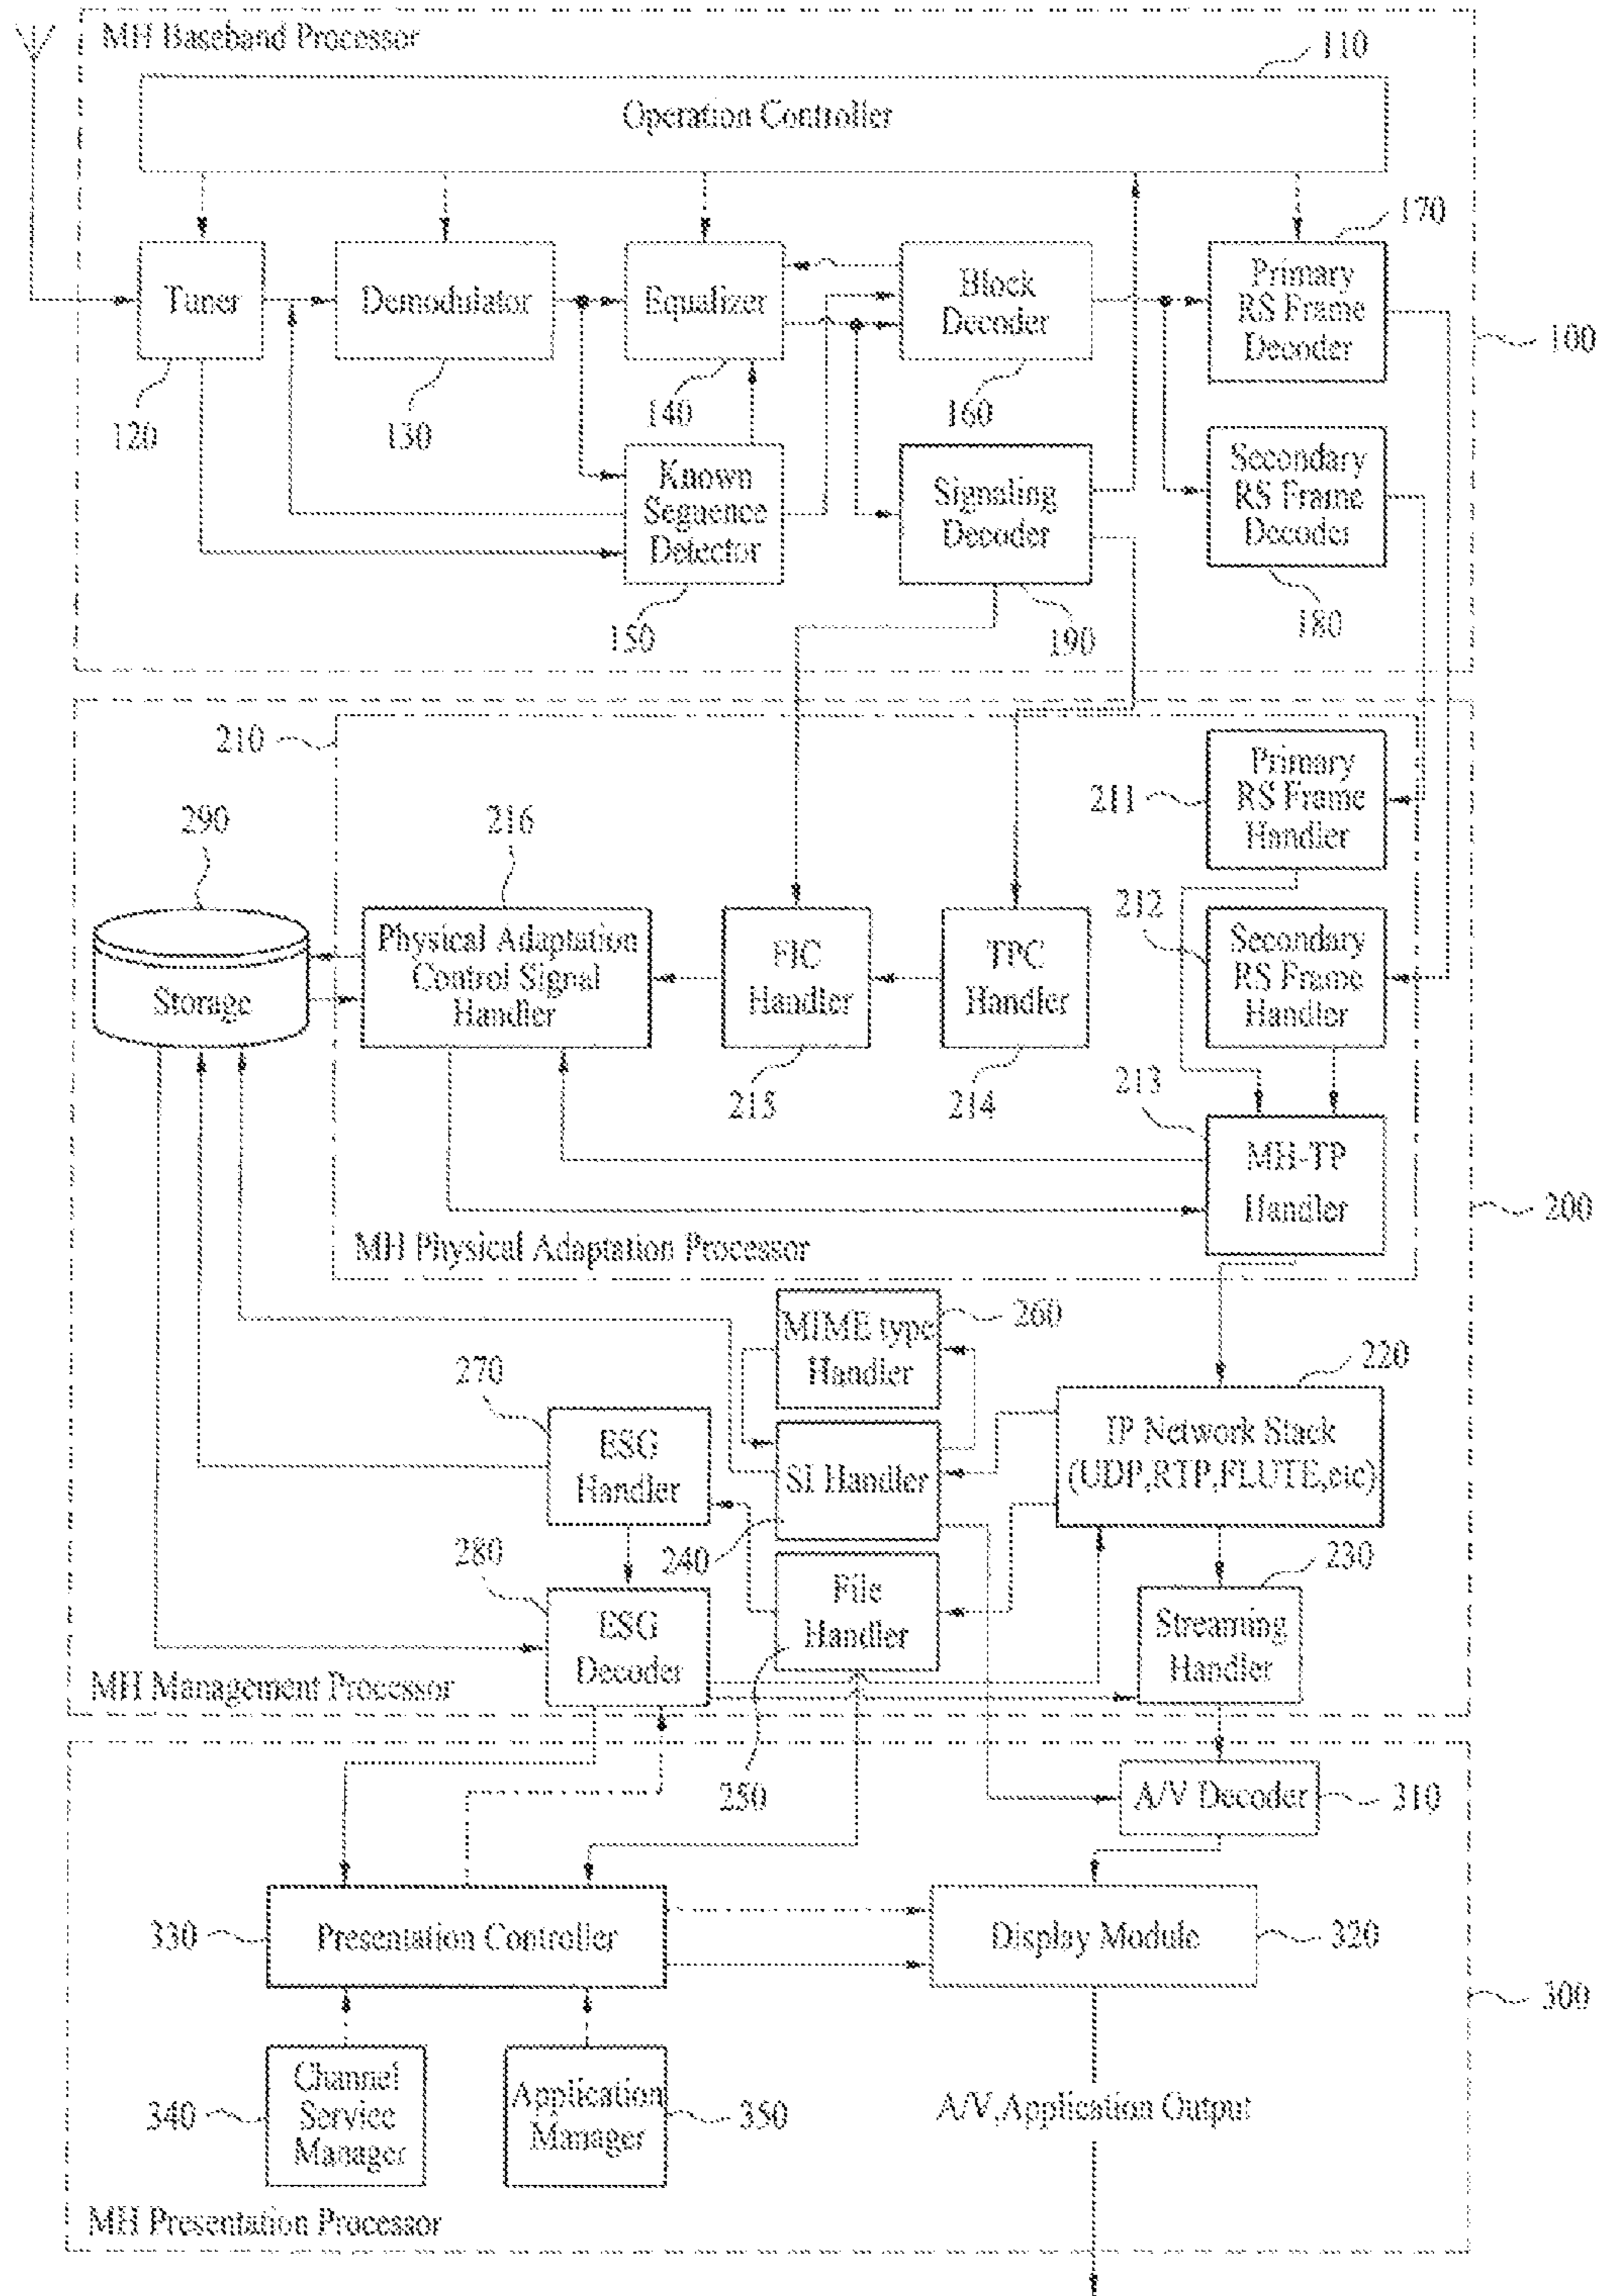 MH Baseband Processor
110
Operation Controller
170
Tuner
Demodulator
Equalizer
Block
Decoder
Primary
RS Frame
Decoder
100
120
130
140
160
Known
Seguence
Detector
Signaling
Decoder
Secondary
RS Frame
Decoder
150
190
180
210
Primary
RS Frame
Handler
211
290
216
212
Storage
Physical Adaptation
Control Signal
Handler
FIC
Handler
TPC
Handler
Secondary
RS Frame
Handler
215
214
213
MH-TP
Handler
200
MH Physical Adaptation Processor
MIME type
Handler
260
270
220
ESG
Handler
SI Handler
IP Network Stack
(UDP,RTP,FLUTE,etc)
280
240
230
ESG
Decoder
File
Handler
Streaming
Handler
MH Management Processor
250
A/V Decoder
310
330
Presentation Controller
Display Module
320
300
340
Channel
Service
Manager
Application
Manager
350
A/V,Application Output
MH Presentation Processor